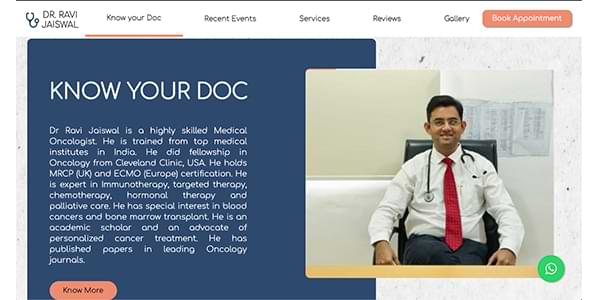 DR. RAVI
JAISWAL
Know your Doc
Recent Events
Services
Reviews
Gallery
Book Appointment
KNOW YOUR DOC
Dr Ravi Jaiswal is a highly skilled Medical
Oncologist. He is trained from top medical
institutes in India. He did fellowship in
Oncology from Cleveland Clinic, USA. He holds
MRCP (UK) and ECMO (Europe) certification. He
is expert in Immunotherapy, targeted therapy,
chemotherapy, hormonal therapy and
palliative care. He has special interest in blood
cancers and bone marrow transplant. He is an
academic scholar and an advocate of
personalized cancer treatment. He has
published papers in leading Oncology
journals.
Know More